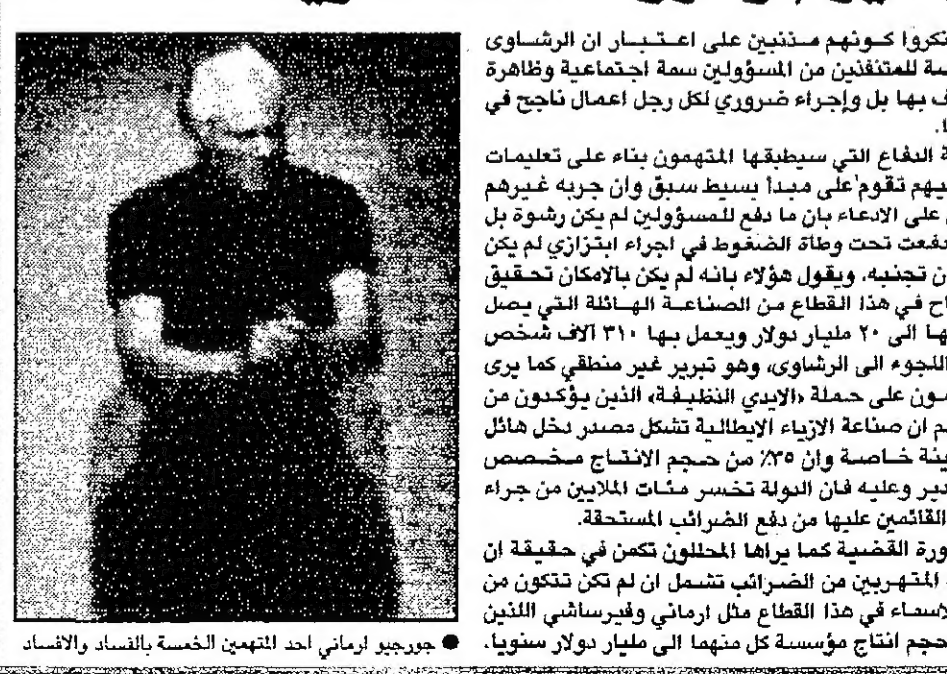 نكروا كونهم مذنبين على اعتبار ان الرشاوى
سة للمتنفذين من المسؤولين سمة اجتماعية وظاهرة
ف بها بل وإجراء ضروري لكل رجل اعمال ناجح في
ا.
ة الدفاع التي سيطبقها المتهمون بناء على تعليمات
يهم تقوم على مبدأ بسيط سبق وان جربه غيرهم
على الادعاء بان ما دفع للمسؤولين لم يكن رشوة بل
دفعت تحت وطاة الضغوط في اجراء ابتزازي لم يكن
ن تجنبه. ويقول هؤلاء بانه لم يكن بالامكان تحقيق
اح في هذا القطاع من الصناعة الهائلة التي يصل
ها الى ٢٠ مليار دولار ويعمل بها ٣١٠ آلاف شخص
اللجوء الى الرشاوى، وهو تبرير غير منطقي كما يرى
مون على حملة «الايدي النظيفة» الذين يؤكدون من
م ان صناعة الازياء الايطالية تشكل مصدر دخل هائل
ينة خاصة وان ٣٥٪ من حجم الانتاج مخصص
دير وعليه فان الدولة تخسر مئات الملايين من جراء
القائمين عليها من دفع الضرائب المستحقة.
ورة القضية كما يراها المحللون تكمن في حقيقة ان
المتهربين من الضرائب تشمل ان لم تكن تتكون من
لاسماء في هذا القطاع مثل ارماني وفيرساشي اللذين
حجم انتاج مؤسسة كل منهما الى مليار دولار سنويا.
● جورجيو ارماني احد المتهمين الخمسة بالفساد والافساد